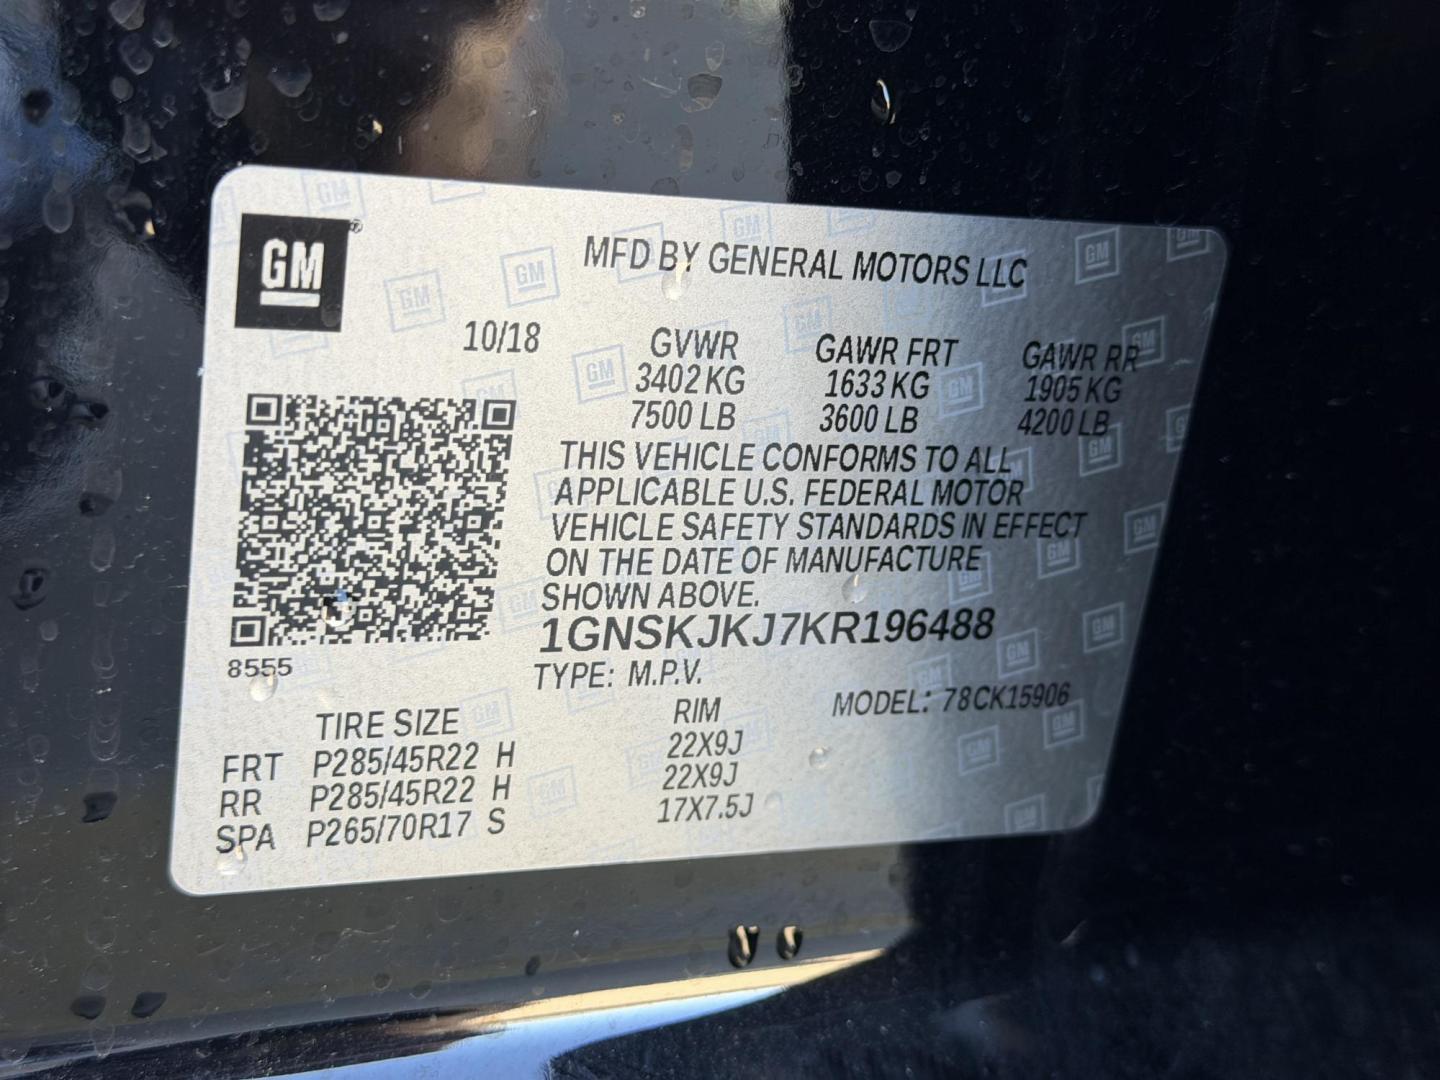 GM
MFD BY GENERAL MOTORS LLC
10/18 GVWR GAWR FRT GAWR RR
3402 KG 1633 KG 1905 KG
7500 LB 3600 LB 4200 LB
THIS VEHICLE CONFORMS TO ALL
APPLICABLE U.S. FEDERAL MOTOR
VEHICLE SAFETY STANDARDS IN EFFECT
ON THE DATE OF MANUFACTURE
SHOWN ABOVE.
1GNSKJKJ7KR196488
8555
TYPE: M.P.V. MODEL: 78CK15906
TIRE SIZE RIM
FRT P285/45R22 H 22X9J
RR P285/45R22 H 22X9J
SPA P265/70R17 S 17X7.5J